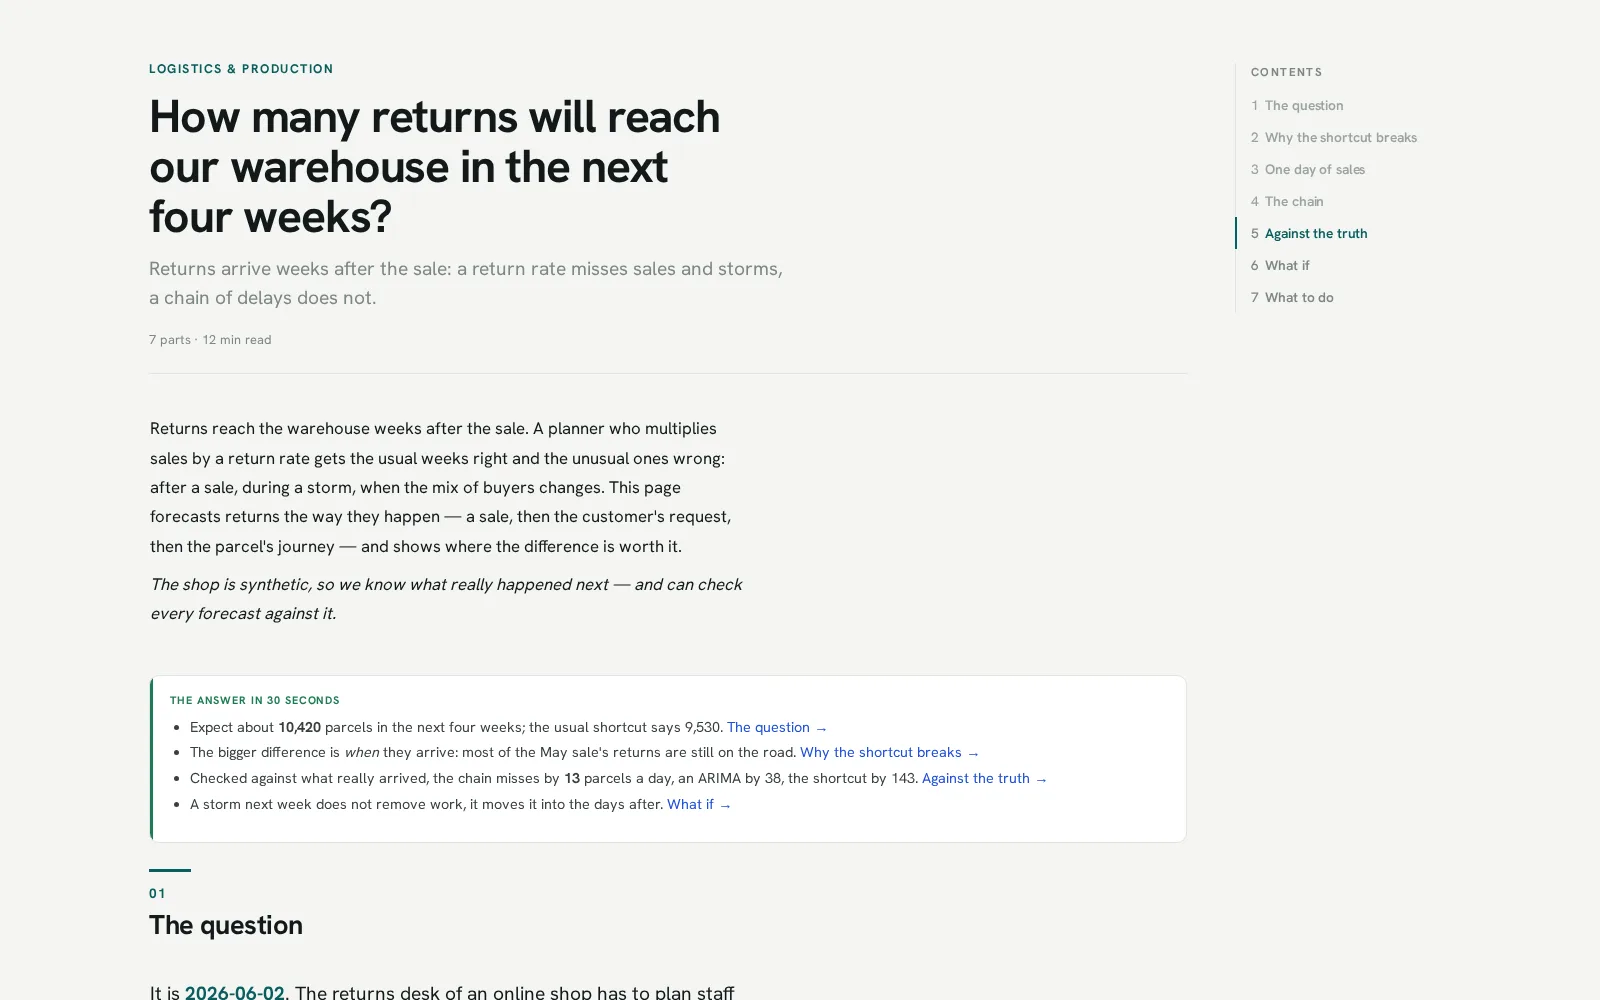 LOGISTICS & PRODUCTION
How many returns will reach
our warehouse in the next
four weeks?
Returns arrive weeks after the sale: a return rate misses sales and storms,
a chain of delays does not.
7 parts · 12 min read
Returns reach the warehouse weeks after the sale. A planner who multiplies
sales by a return rate gets the usual weeks right and the unusual ones wrong:
after a sale, during a storm, when the mix of buyers changes. This page
forecasts returns the way they happen — a sale, then the customer's request,
then the parcel's journey — and shows where the difference is worth it.
The shop is synthetic, so we know what really happened next — and can check
every forecast against it.
THE ANSWER IN 30 SECONDS
• Expect about 10,420 parcels in the next four weeks; the usual shortcut says 9,530. The question →
• The bigger difference is when they arrive: most of the May sale's returns are still on the road. Why the shortcut breaks →
• Checked against what really arrived, the chain misses by 13 parcels a day, an ARIMA by 38, the shortcut by 143. Against the truth →
• A storm next week does not remove work, it moves it into the days after. What if →
01
The question
It is 2026-06-02. The returns desk of an online shop has to plan staff
CONTENTS
1 The question
2 Why the shortcut breaks
3 One day of sales
4 The chain
5 Against the truth
6 What if
7 What to do